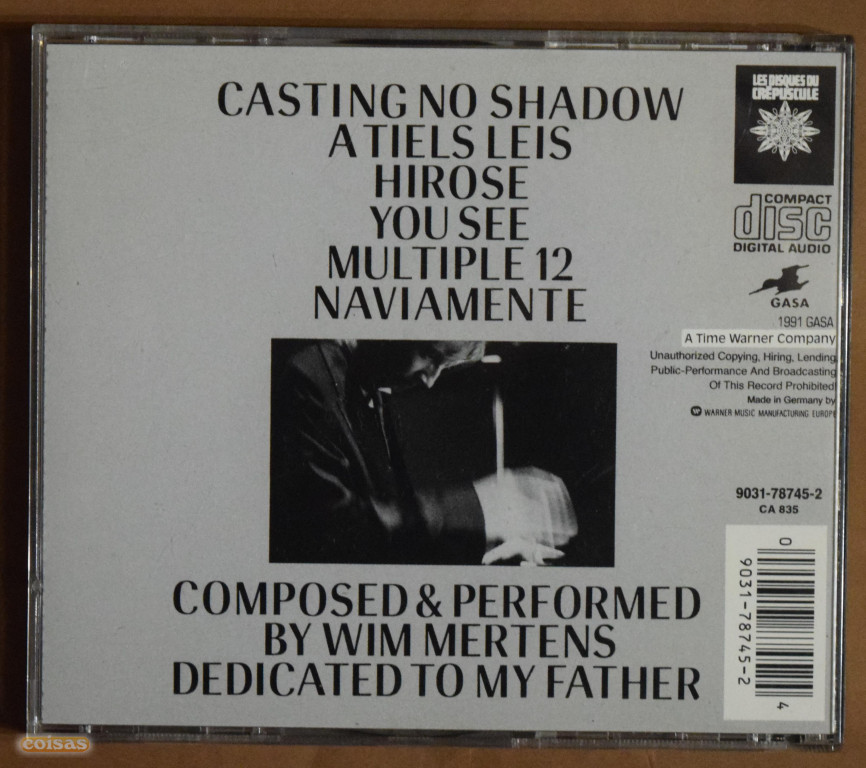 CASTING NO SHADOW
A TIELS LEIS
HIROSE
YOU SEE
MULTIPLE 12
NAVIAMENTE
COMPOSED & PERFORMED
BY WIM MERTENS
DEDICATED TO MY FATHER
LES DISQUES DU
CRÉPUSCULE
COMPACT
disc
DIGITAL AUDIO
GASA
1991 GASA
A Time Warner Company
Unauthorized Copying, Hiring, Lending
Public-Performance And Broadcasting
Of This Record Prohibited
Made in Germany by
WARNER MUSIC MANUFACTURING EUROPE
9031-78745-2
CA 835
0
9031-78745-2
4
coisas